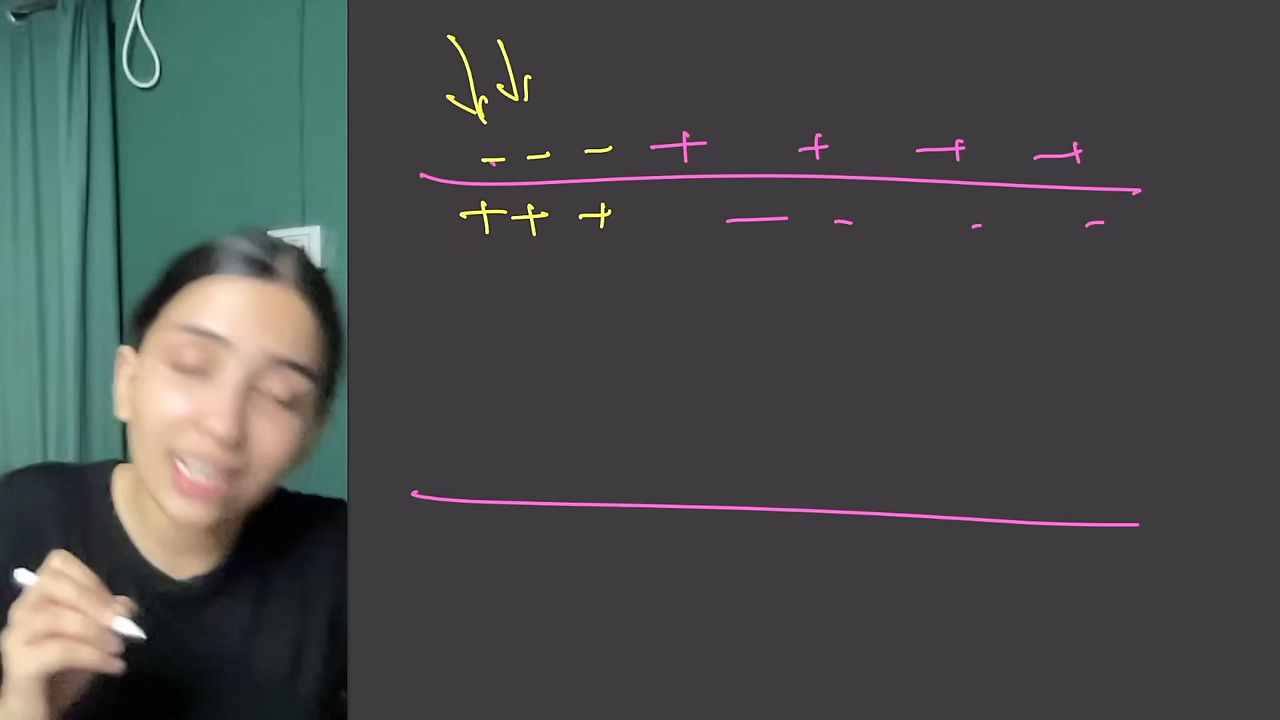 - - - + + + +
+ + + - - - -